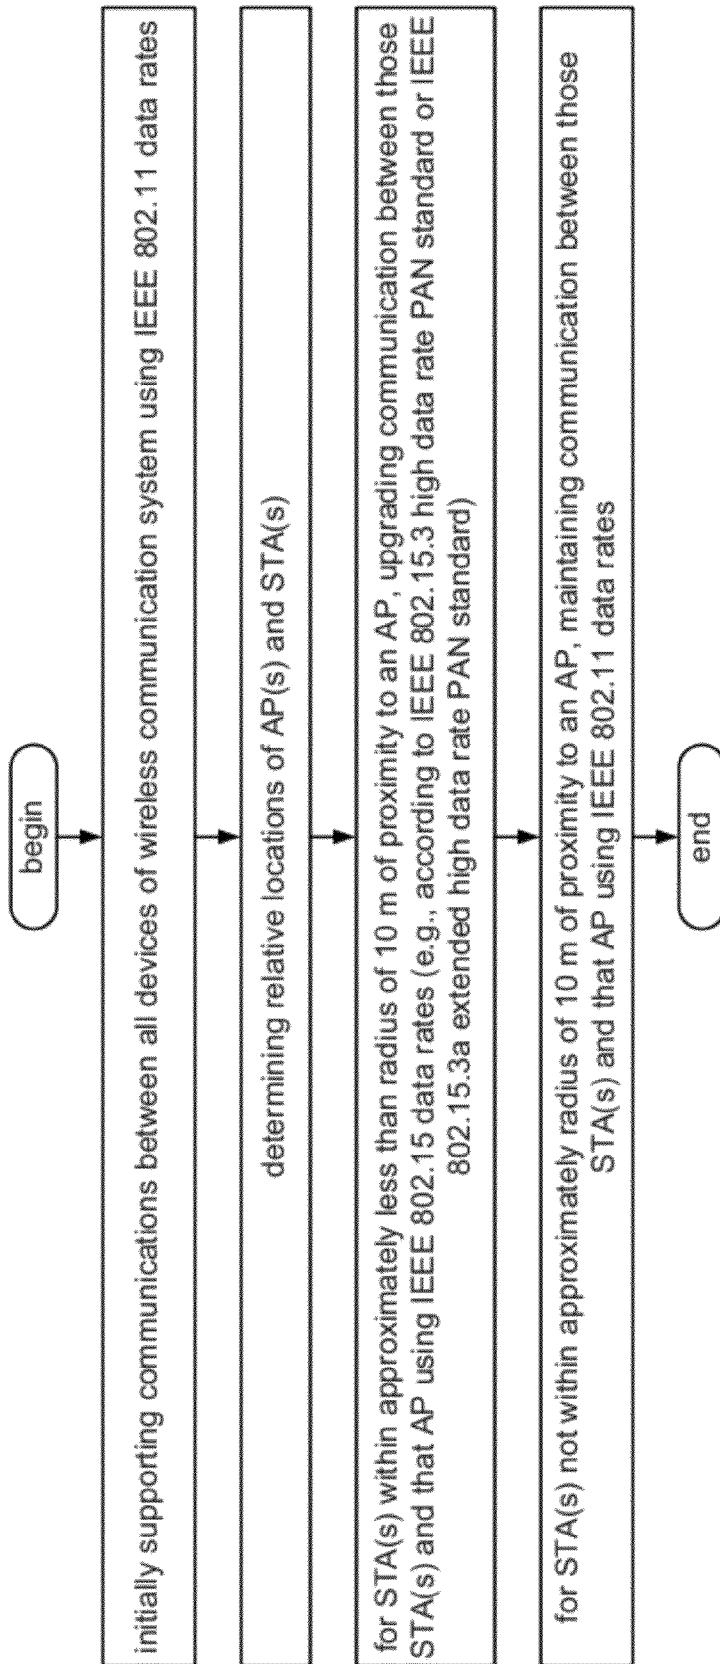 begin
initially supporting communications between all devices of wireless communication system using IEEE 802.11 data rates
determining relative locations of AP(s) and STA(s)
for STA(s) within approximately less than radius of 10 m of proximity to an AP, upgrading communication between those
STA(s) and that AP using IEEE 802.15 data rates (e.g., according to IEEE 802.15.3 high data rate PAN standard or IEEE
802.15.3a extended high data rate PAN standard)
for STA(s) not within approximately radius of 10 m of proximity to an AP, maintaining communication between those
STA(s) and that AP using IEEE 802.11 data rates
end